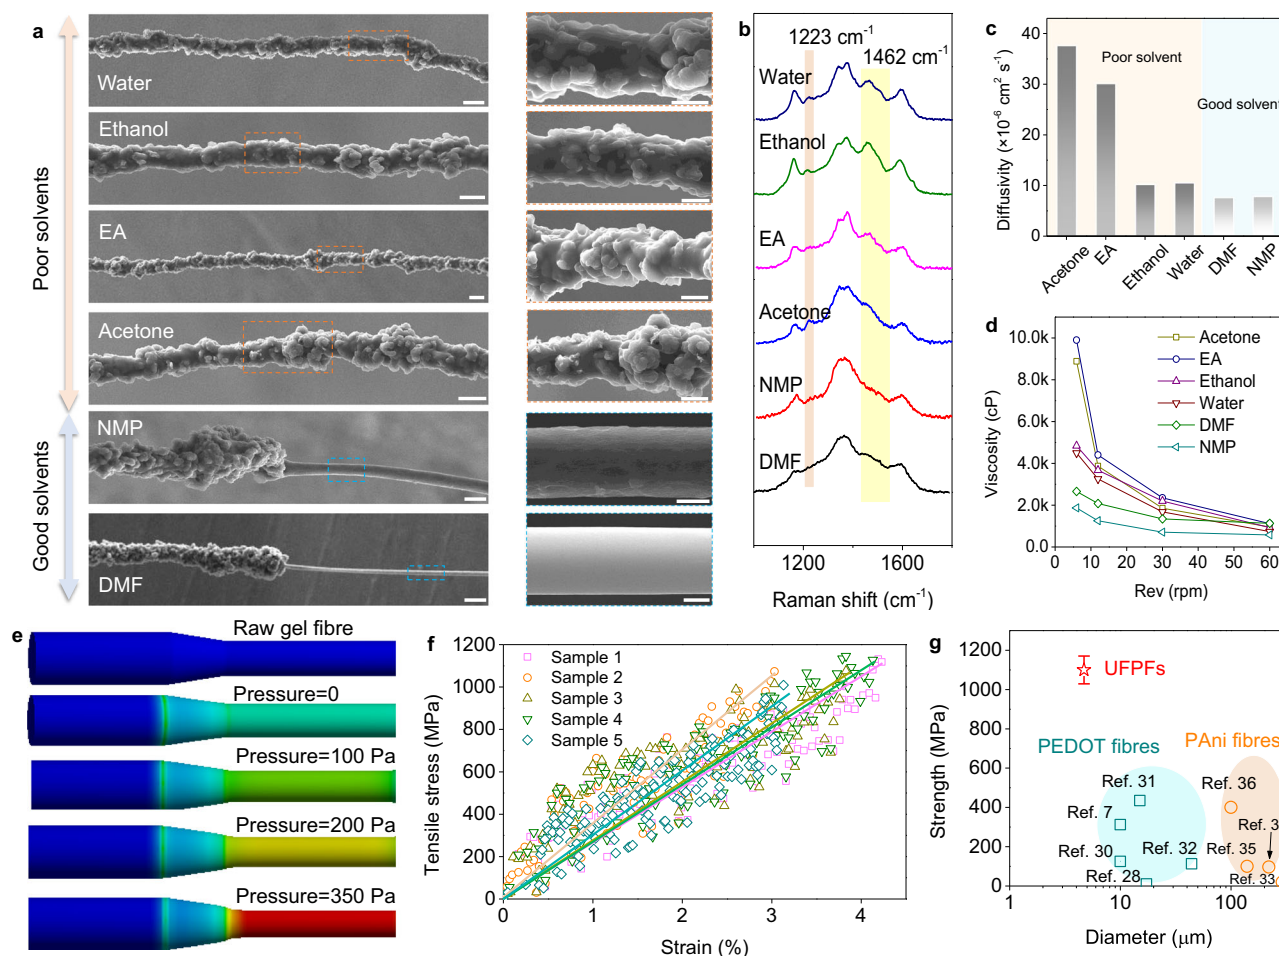 a
Poor solvents
Good solvents
Water
Ethanol
EA
Acetone
NMP
DMF
b
1223 cm⁻¹
1462 cm⁻¹
Water
Ethanol
EA
Acetone
NMP
DMF
1200
1600
Raman shift (cm⁻¹)
c
Diffusivity (×10⁻⁶ cm² s⁻¹)
40
30
20
10
0
Poor solvent
Good solvent
Acetone
EA
Ethanol
Water
DMF
NMP
d
Viscosity (cP)
10.0k
8.0k
6.0k
4.0k
2.0k
0.0
Acetone
EA
Ethanol
Water
DMF
NMP
0
10
20
30
40
50
60
Rev (rpm)
e
Raw gel fibre
Pressure=0
Pressure=100 Pa
Pressure=200 Pa
Pressure=350 Pa
f
Tensile stress (MPa)
1200
1000
800
600
400
200
0
Sample 1
Sample 2
Sample 3
Sample 4
Sample 5
0
1
2
3
4
Strain (%)
g
Strength (MPa)
1200
1000
800
600
400
200
0
UFPFs
PEDOT fibres
PAni fibres
Ref. 31
Ref. 7
Ref. 30
Ref. 28
Ref. 32
Ref. 36
Ref. 3
Ref. 35
Ref. 33
1
10
100
Diameter (μm)